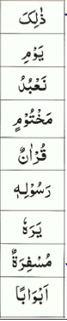 ذٰلِکَ
یَوْمِ
نَعْبُدُ
مَخْتُوْمٍ
قُرْاٰنٌ
رَسُوْلِہٖ
یَرَہٗ
مُسْفِرَۃٌ
اَبْوَابًا